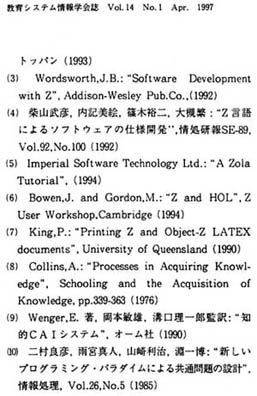 教育システム情報学会誌 Vol.14 No.1 Apr. 1997
トッパン (1993)
(3) Wordsworth,J.B.: "Software Development
with Z", Addison-Wesley Pub.Co.,(1992)
(4) 柴山武彦, 内記美絵, 篠木裕二, 大槻繁 : "Z言語
によるソフトウェアの仕様開発",情処研報SE-89,
Vol.92,No.100 (1992)
(5) Imperial Software Technology Ltd.: "A Zola
Tutorial", (1994)
(6) Bowen,J. and Gordon,M.: "Z and HOL", Z
User Workshop,Cambridge (1994)
(7) King,P.: "Printing Z and Object-Z LATEX
documents", University of Queensland (1990)
(8) Collins,A.: "Processes in Acquiring Knowl-
edge", Schooling and the Acquisition of
Knowledge, pp.339-363 (1976)
(9) Wenger,E. 著, 岡本敏雄, 溝口理一郎監訳: "知
的CAIシステム", オーム社 (1990)
(10) 二村良彦, 雨宮真人, 山崎利治, 淵一博: "新しい
プログラミング・パラダイムによる共通問題の設計",
情報処理, Vol.26,No.5 (1985)